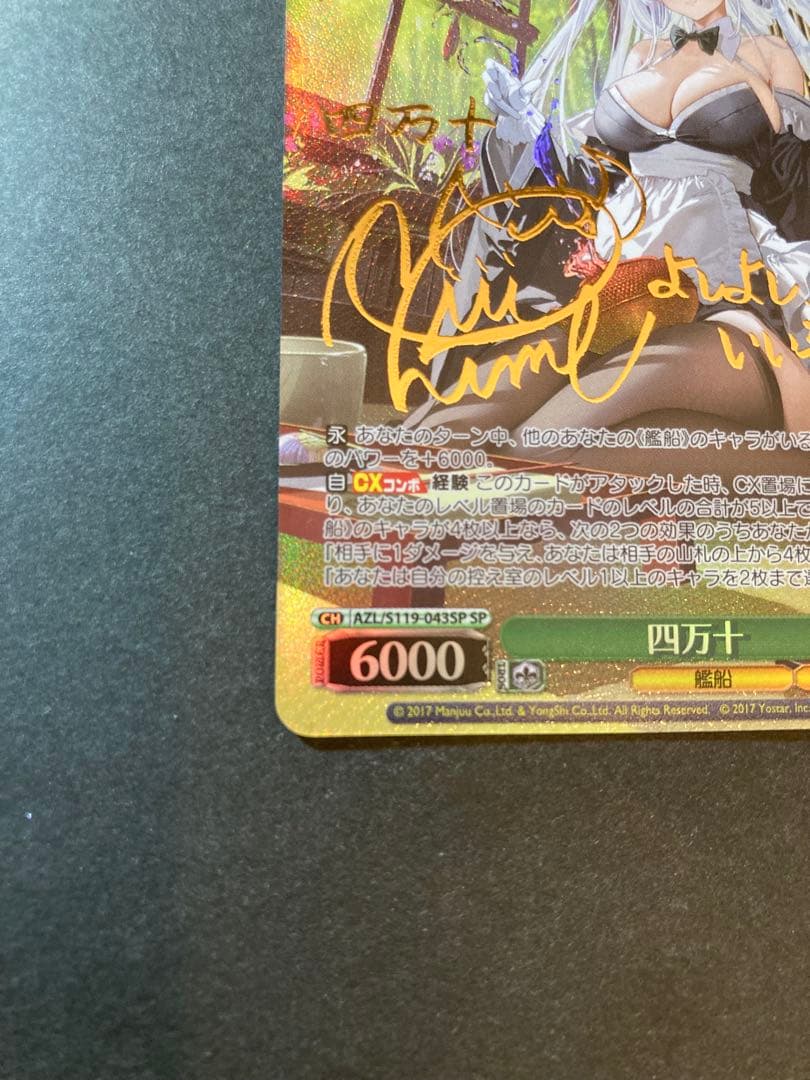 四万十
よしよし
いい
永 あなたのターン中、他のあなたの《艦船》のキャラがいる
のパワーを＋6000。
自 CXコンボ 経験 このカードがアタックした時、CX置場に
り、あなたのレベル置場のカードのレベルの合計が5以上で
船》のキャラが4枚以上なら、次の2つの効果のうちあなたが
『相手に1ダメージを与え、あなたは相手の山札の上から4枚
『あなたは自分の控え室のレベル1以上のキャラを2枚まで選
CH AZL/S119-043SP SP
POWER 6000 SOUL 四万十
艦船
© 2017 Manjuu Co.,Ltd. & YongShi Co.,Ltd. All Rights Reserved. © 2017 Yostar, Inc.